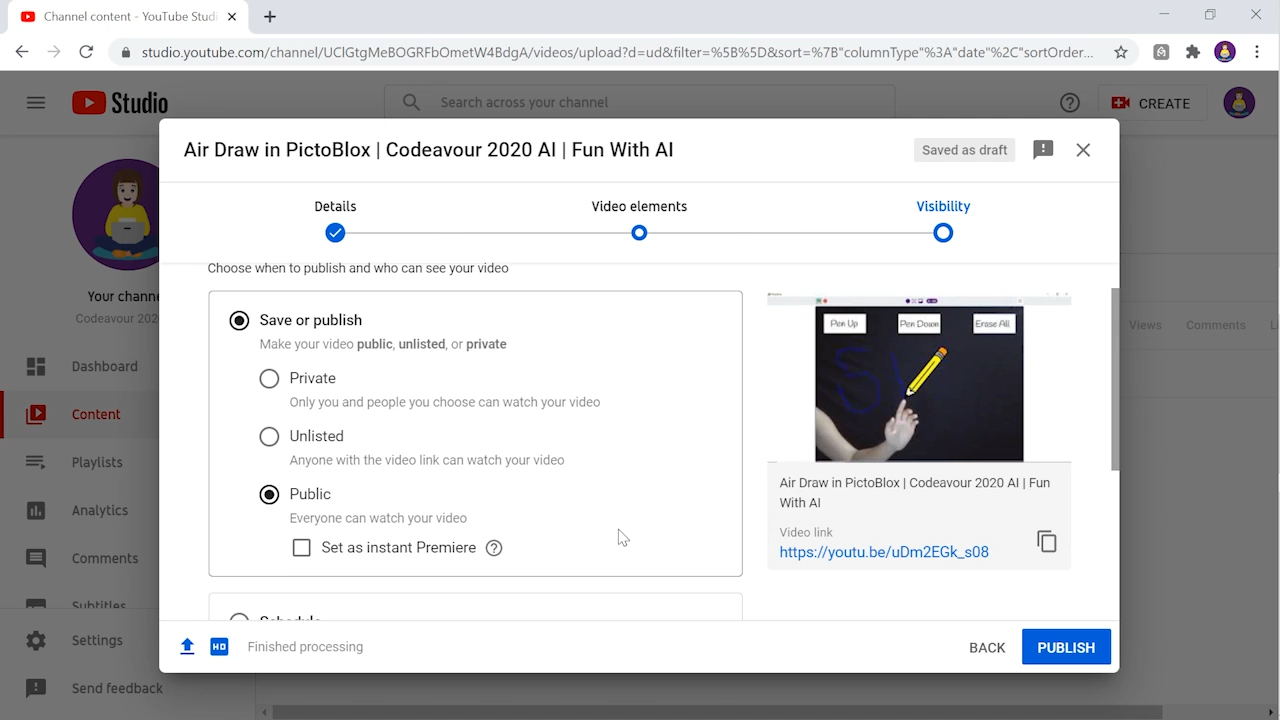 Channel content - YouTube Studi
studio.youtube.com/channel/UClGtgMeBOGRFbOmetW4BdgA/videos/upload?d=ud&filter=%5B%5D&sort=%7B"columnType"%3A"date"%2C"sortOrder...
Studio
Search across your channel
CREATE
Air Draw in PictoBlox | Codeavour 2020 AI | Fun With AI
Saved as draft
Details
Video elements
Visibility
Your channe
Codeavour 202
Dashboard
Content
Playlists
Analytics
Comments
Subtitles
Settings
Send feedback
Choose when to publish and who can see your video
Save or publish
Make your video public, unlisted, or private
Private
Only you and people you choose can watch your video
Unlisted
Anyone with the video link can watch your video
Public
Everyone can watch your video
Set as instant Premiere
Schedule
Pen Up
Pen Down
Erase All
Air Draw in PictoBlox | Codeavour 2020 AI | Fun
With AI
Video link
https://youtu.be/uDm2EGk_s08
Views
Comments
HD
Finished processing
BACK
PUBLISH